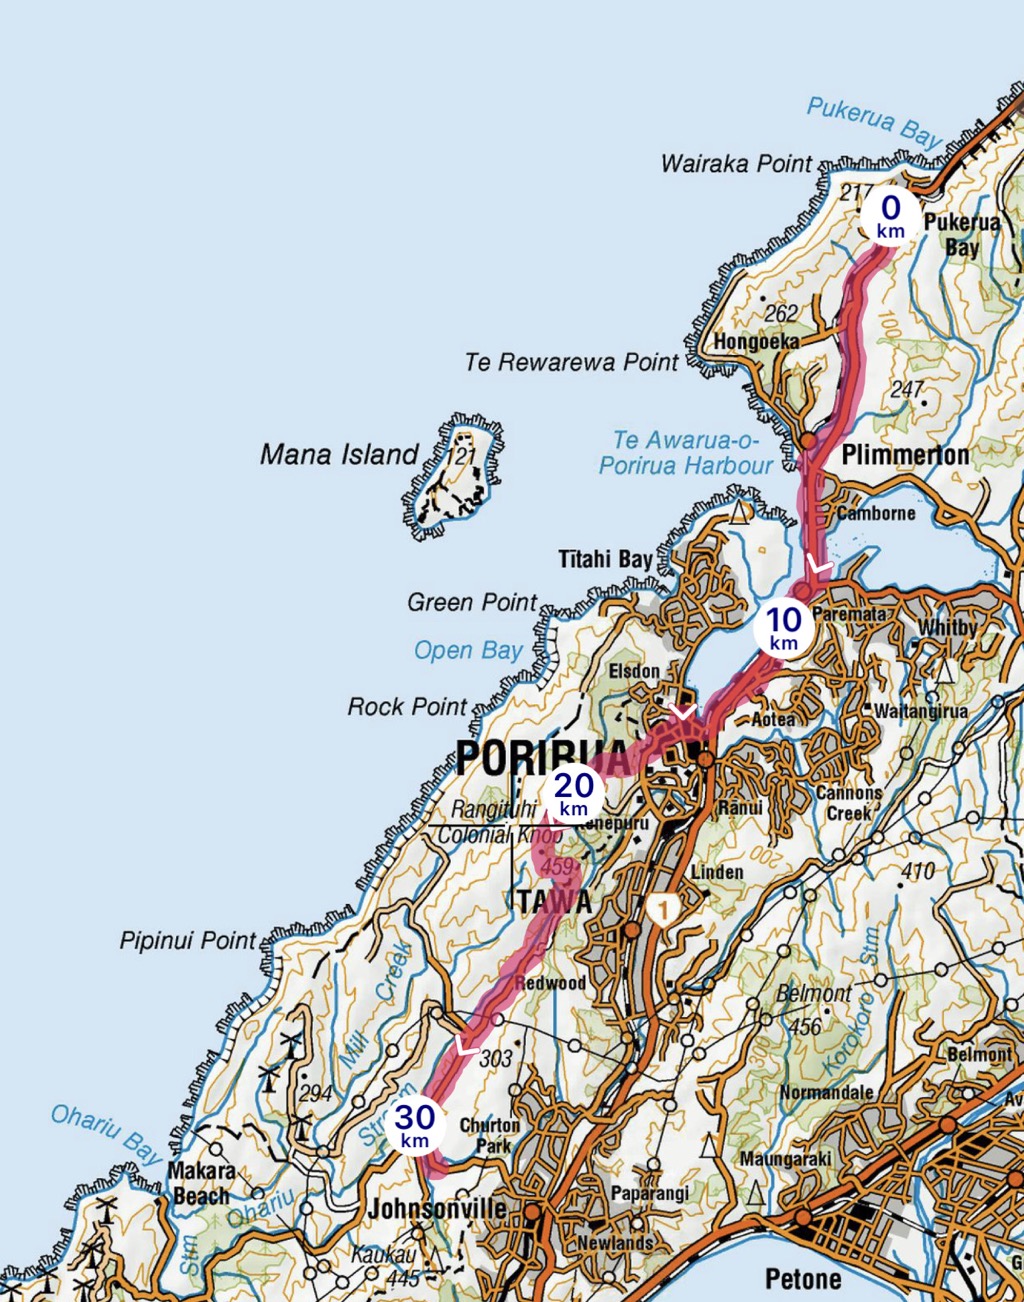 Pukerua Bay
Wairaka Point
217
0
km
Pukerua
Bay
262
100
Hongoeka
Te Rewarewa Point
247
Te Awarua-o-
Porirua Harbour
Mana Island
121
Plimmerton
Camborne
Tītahi Bay
Green Point
10
km
Paremata
Whitby
Open Bay
Elsdon
Rock Point
Aotea
Waitangirua
PORIRUA
20
km
Rangituhi
Colonial Knob
Kenepuru
Rānui
Cannons
Creek
459
200
Linden
410
TAWA
1
Pipinui Point
Creek
Mill
Redwood
Belmont
456
300
Korokoro Stm
303
294
Belmont
Normandale
30
km
Stream
Churton
Park
Ohariu Bay
Makara
Beach
Maungaraki
Ohariu
Stm
Johnsonville
Paparangi
Newlands
Kaukau
445
Petone